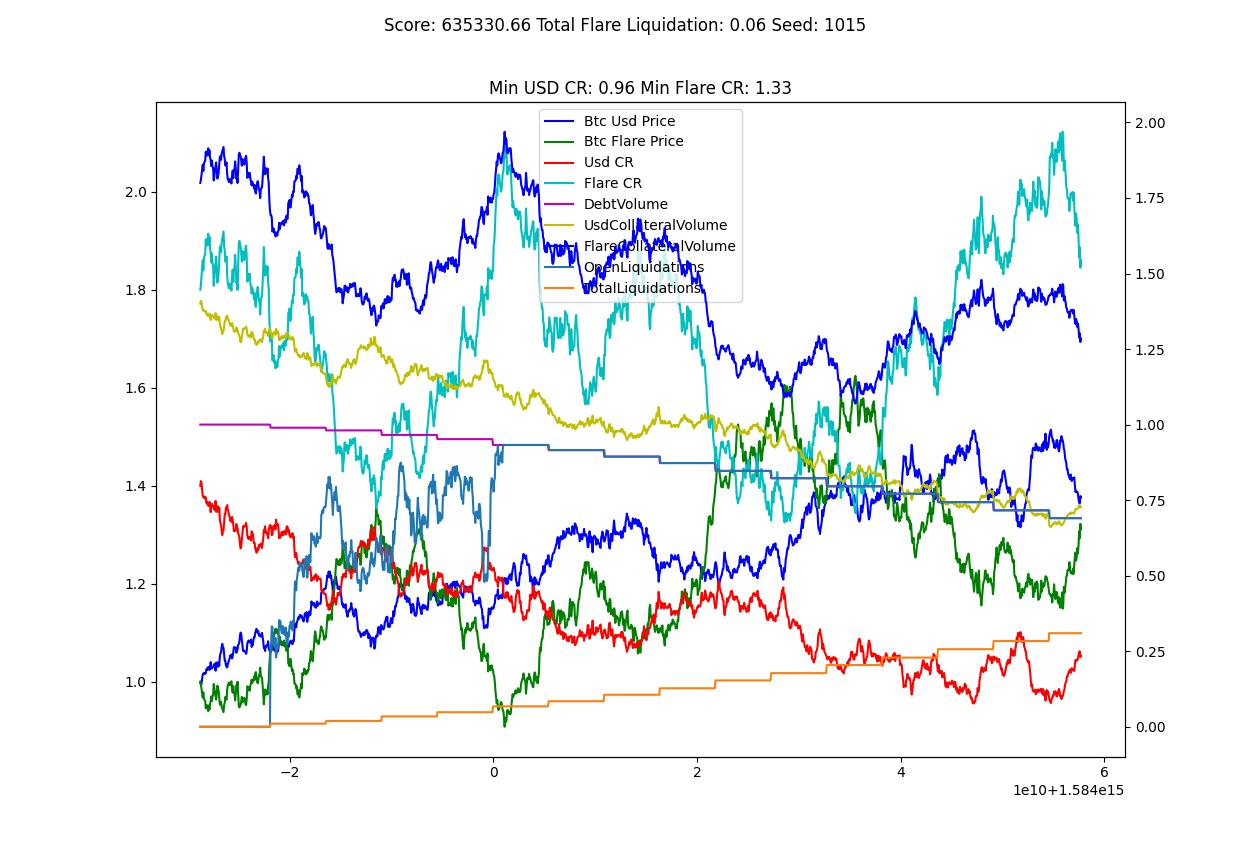 Score: 635330.66 Total Flare Liquidation: 0.06 Seed: 1015
Min USD CR: 0.96 Min Flare CR: 1.33
Btc Usd Price
Btc Flare Price
Usd CR
Flare CR
DebtVolume
UsdCollateralVolume
FlareCollateralVolume
OpenLiquidations
TotalLiquidations
2.0
1.8
1.6
1.4
1.2
1.0
2.00
1.75
1.50
1.25
1.00
0.75
0.50
0.25
0.00
−2 0 2 4 6
1e10+1.584e15